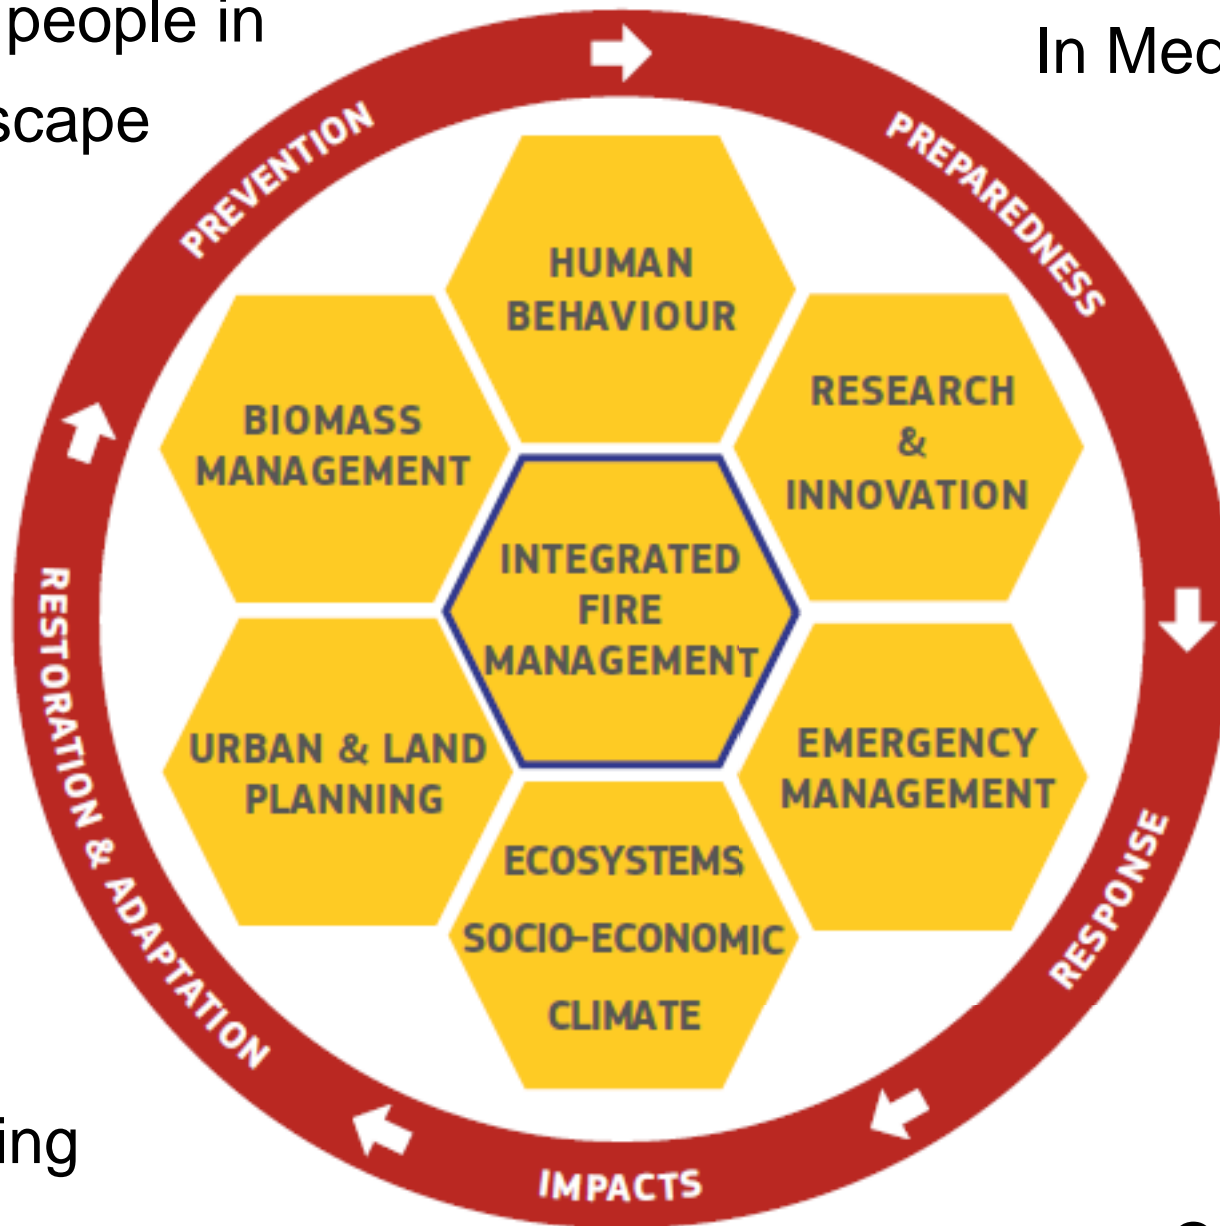 people in
scape
In Med
PREVENTION
PREPAREDNESS
HUMAN
BEHAVIOUR
BIOMASS
MANAGEMENT
RESEARCH
&
INNOVATION
INTEGRATED
FIRE
MANAGEMENT
URBAN & LAND
PLANNING
EMERGENCY
MANAGEMENT
ECOSYSTEMS
SOCIO-ECONOMIC
CLIMATE
RESTORATION & ADAPTATION
RESPONSE
IMPACTS
ing